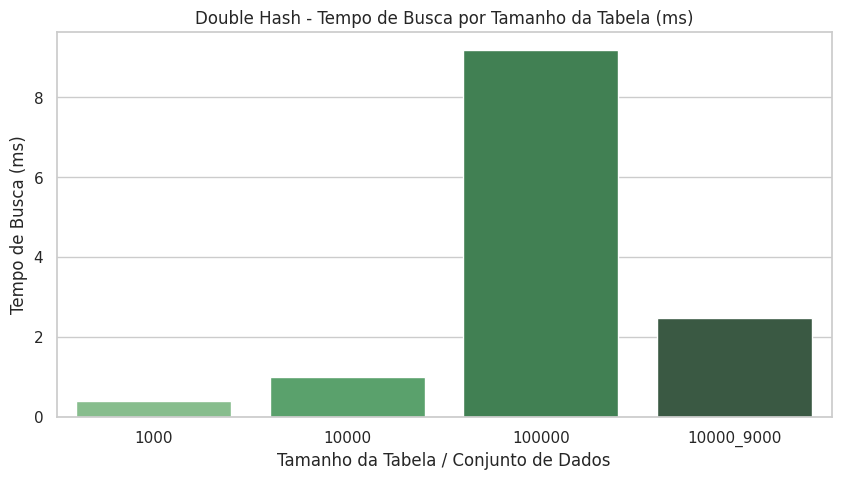 Double Hash - Tempo de Busca por Tamanho da Tabela (ms)
Tempo de Busca (ms)
8
6
4
2
0
1000 10000 100000 10000_9000
Tamanho da Tabela / Conjunto de Dados